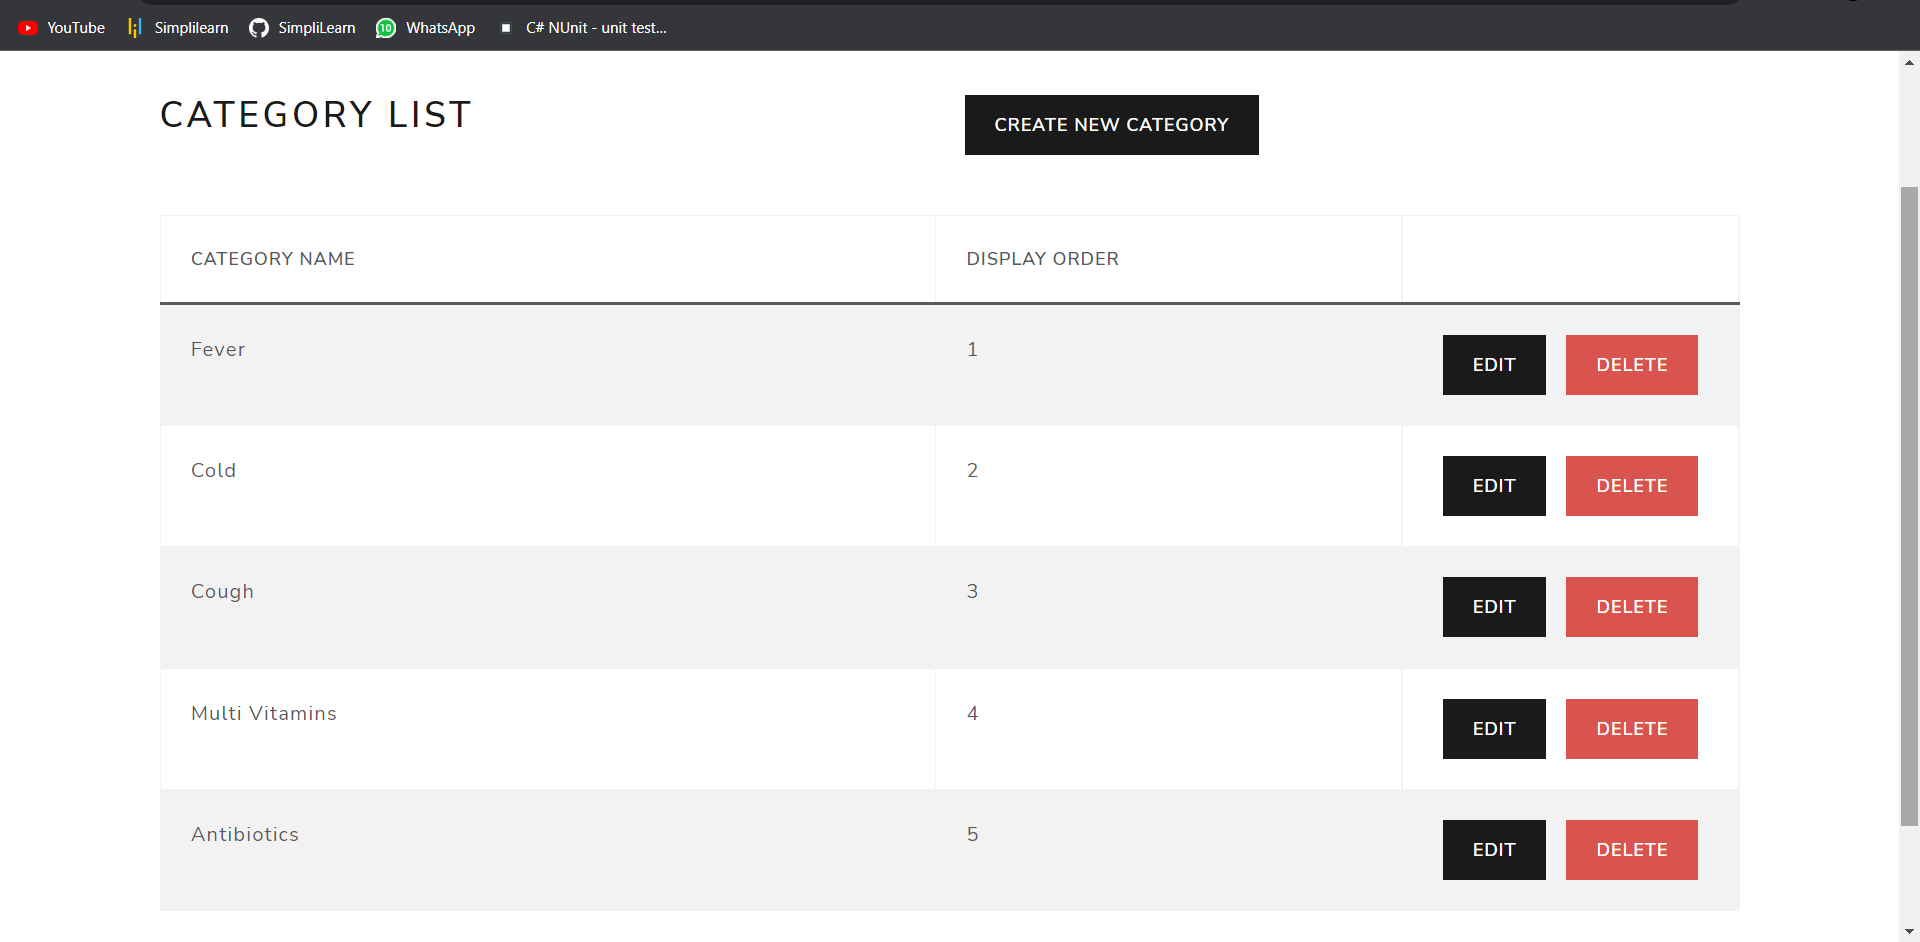 YouTube Simplilearn SimpliLearn 10 WhatsApp C# NUnit - unit test...
CATEGORY LIST CREATE NEW CATEGORY
CATEGORY NAME DISPLAY ORDER
Fever 1 EDIT DELETE
Cold 2 EDIT DELETE
Cough 3 EDIT DELETE
Multi Vitamins 4 EDIT DELETE
Antibiotics 5 EDIT DELETE